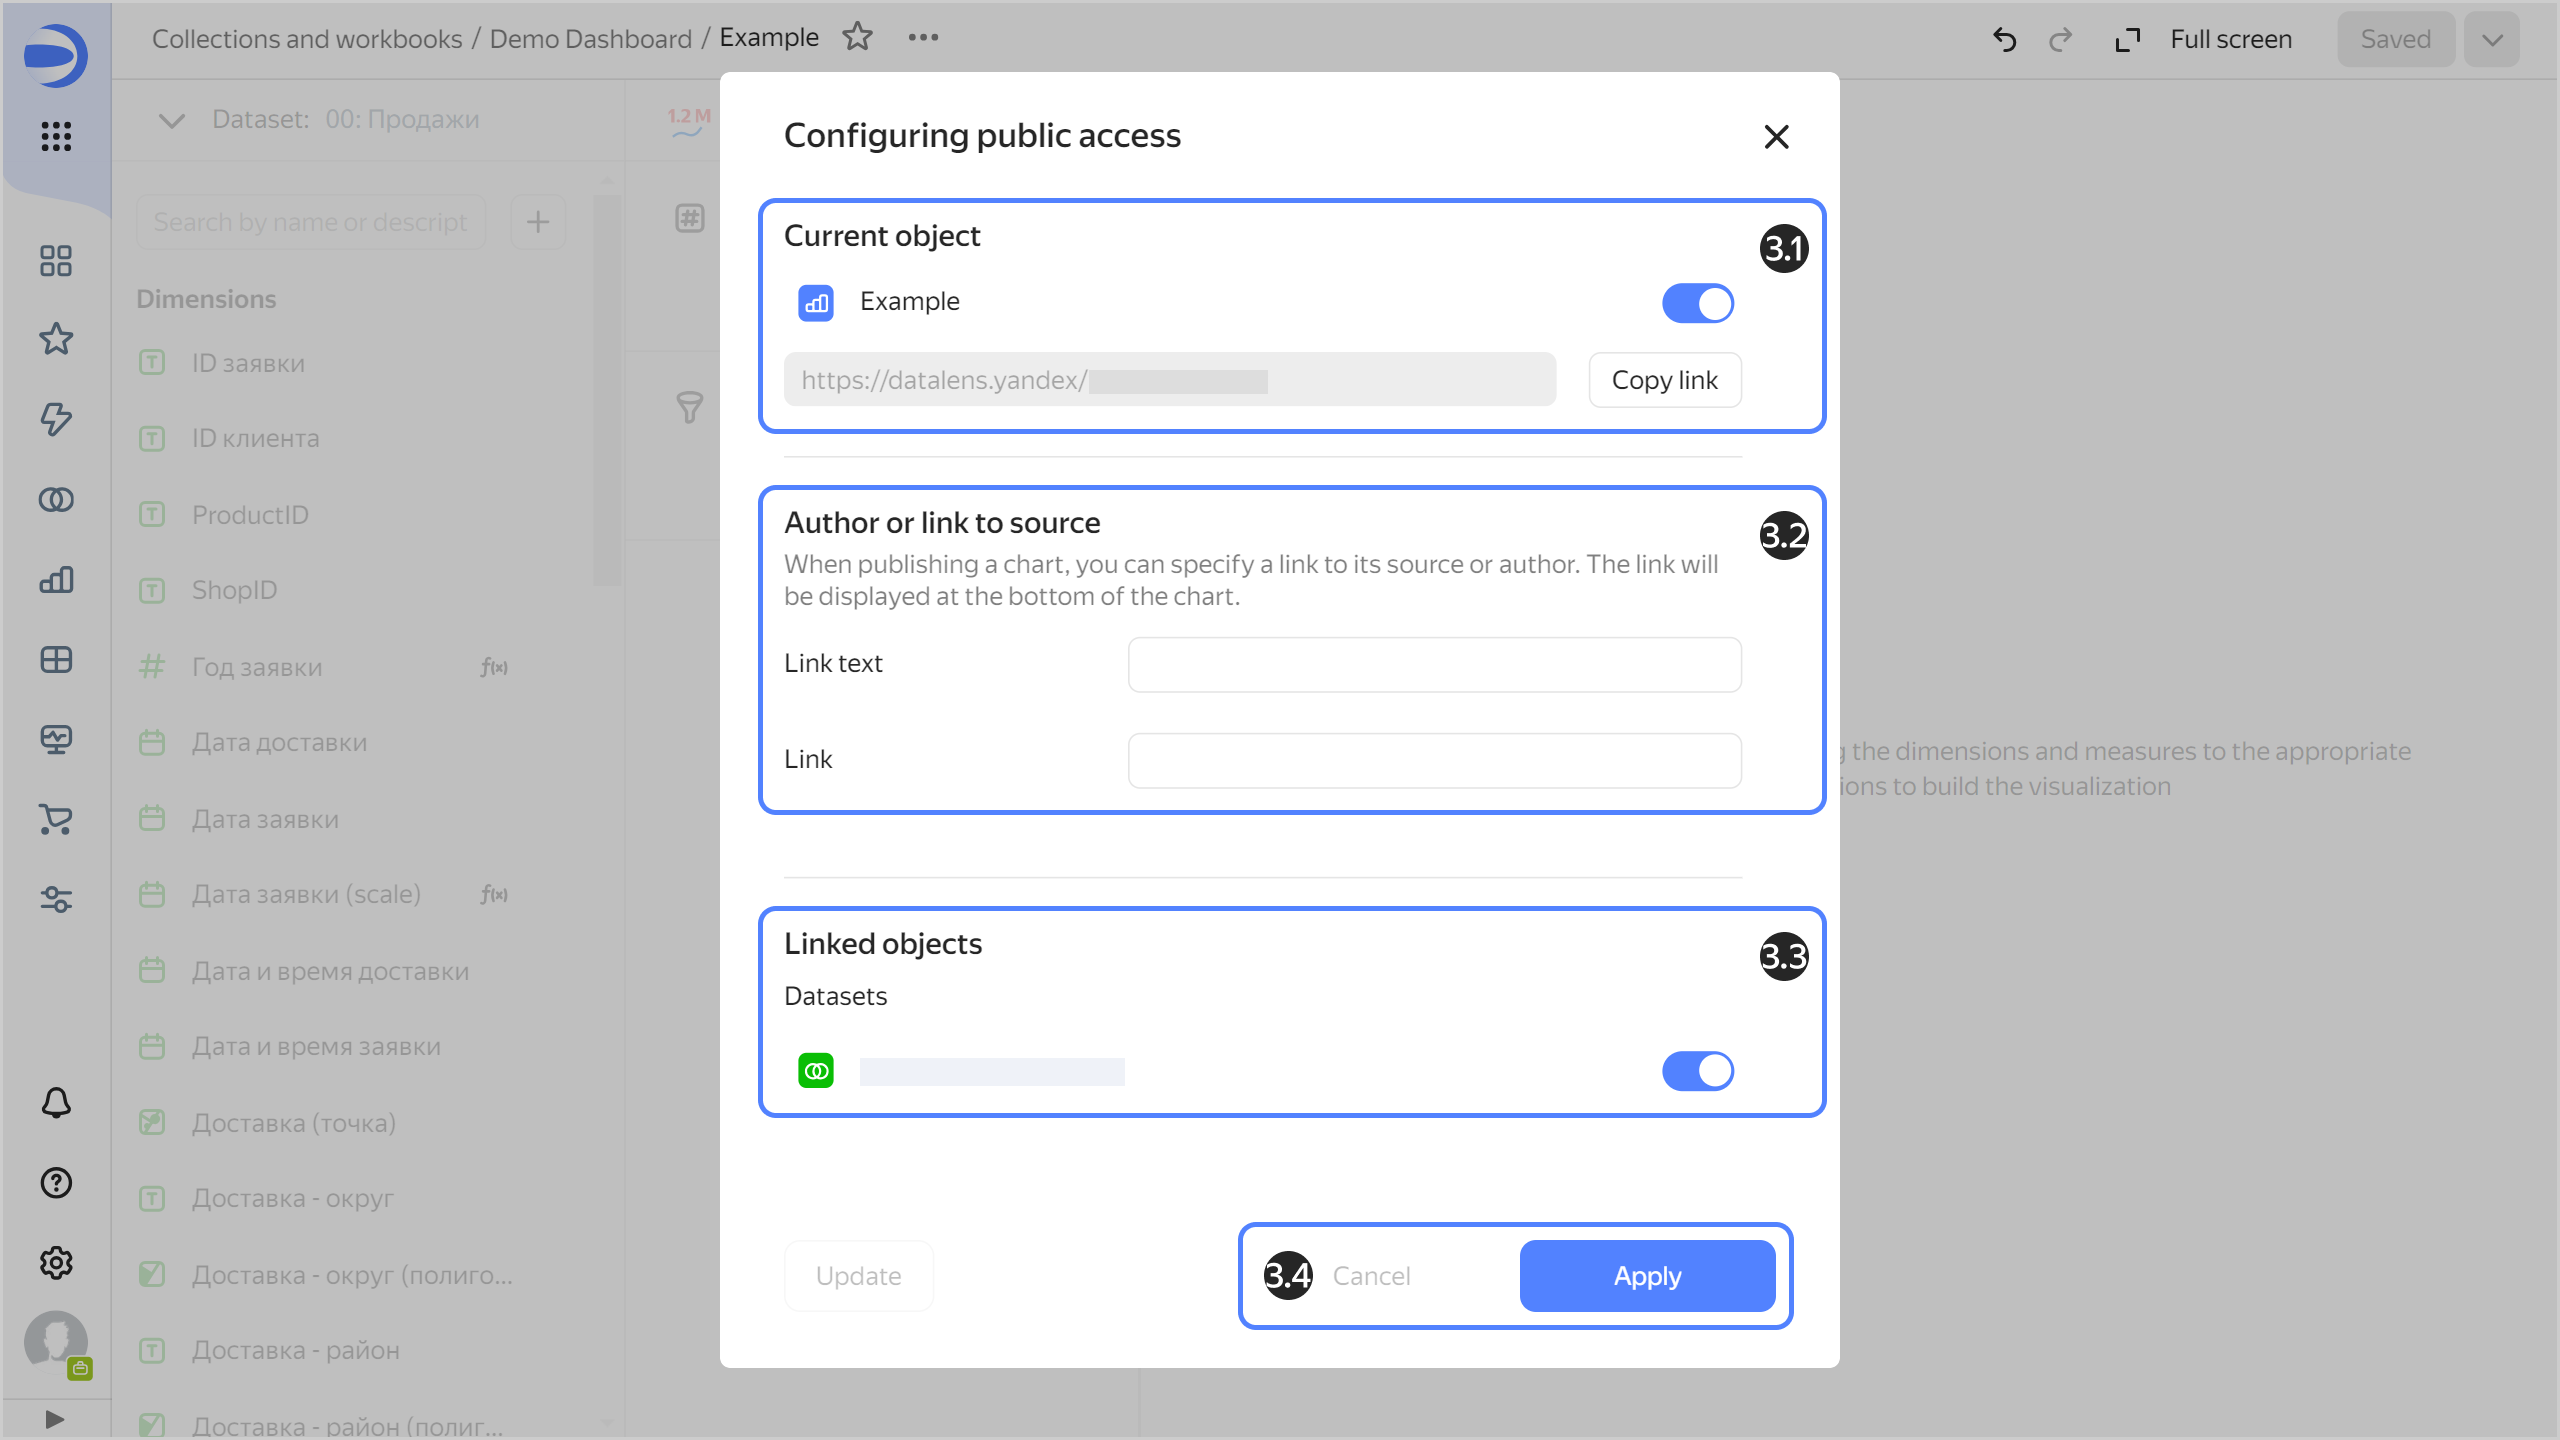 Collections and workbooks / Demo Dashboard / Example
Full screen
Saved
Dataset: 00: Продажи
1.2 M
Search by name or descript
Dimensions
ID заявки
ID клиента
ProductID
ShopID
Год заявки f(x)
Дата доставки
Дата заявки
Дата заявки (scale) f(x)
Дата и время доставки
Дата и время заявки
Доставка (точка)
Доставка - округ
Доставка - округ (полиго...
Доставка - район
Доставка - район (полиг...
Configuring public access
Current object
3.1
Example
https://datalens.yandex/
Copy link
Author or link to source
3.2
When publishing a chart, you can specify a link to its source or author. The link will
be displayed at the bottom of the chart.
Link text
Link
Linked objects
3.3
Datasets
Update
3.4
Cancel
Apply
the dimensions and measures to the appropriate
to build the visualization